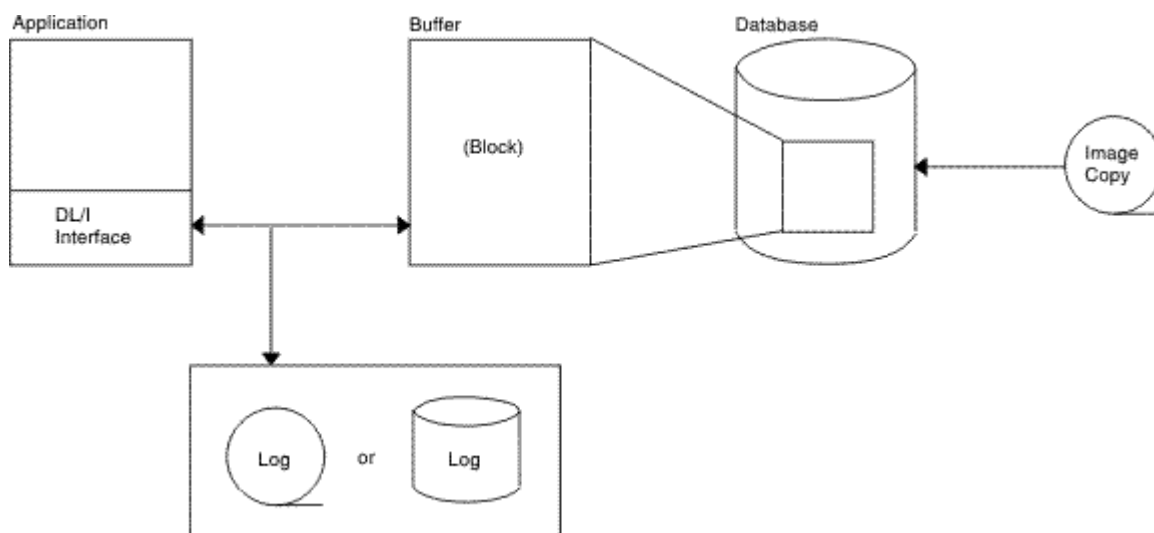 Application
Buffer
Database
(Block)
Image
Copy
DL/I
Interface
Log
or
Log